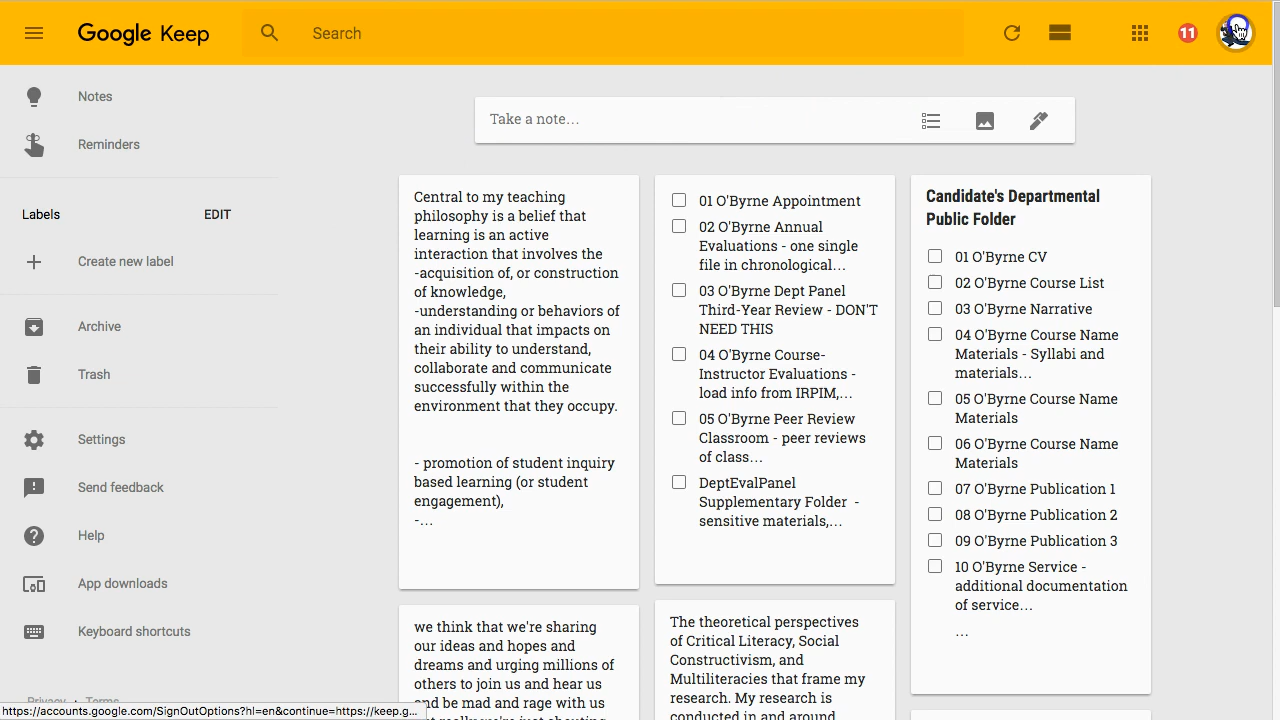 Google Keep
Search
11
Notes
Reminders
Labels
EDIT
Create new label
Archive
Trash
Settings
Send feedback
Help
App downloads
Keyboard shortcuts
Privacy · Terms
https://accounts.google.com/SignOutOptions?hl=en&continue=https://keep.g...
Take a note...
Central to my teaching
philosophy is a belief that
learning is an active
interaction that involves the
-acquisition of, or construction
of knowledge,
-understanding or behaviors of
an individual that impacts on
their ability to understand,
collaborate and communicate
successfully within the
environment that they occupy.
- promotion of student inquiry
based learning (or student
engagement),
-...
we think that we're sharing
our ideas and hopes and
dreams and urging millions of
others to join us and hear us
and be mad and rage with us
01 O'Byrne Appointment
02 O'Byrne Annual
Evaluations - one single
file in chronological...
03 O'Byrne Dept Panel
Third-Year Review - DON'T
NEED THIS
04 O'Byrne Course-
Instructor Evaluations -
load info from IRPIM,...
05 O'Byrne Peer Review
Classroom - peer reviews
of class...
DeptEvalPanel
Supplementary Folder -
sensitive materials,...
The theoretical perspectives
of Critical Literacy, Social
Constructivism, and
Multiliteracies that frame my
research. My research is
conducted in and around
Candidate's Departmental
Public Folder
01 O'Byrne CV
02 O'Byrne Course List
03 O'Byrne Narrative
04 O'Byrne Course Name
Materials - Syllabi and
materials...
05 O'Byrne Course Name
Materials
06 O'Byrne Course Name
Materials
07 O'Byrne Publication 1
08 O'Byrne Publication 2
09 O'Byrne Publication 3
10 O'Byrne Service -
additional documentation
of service...
...